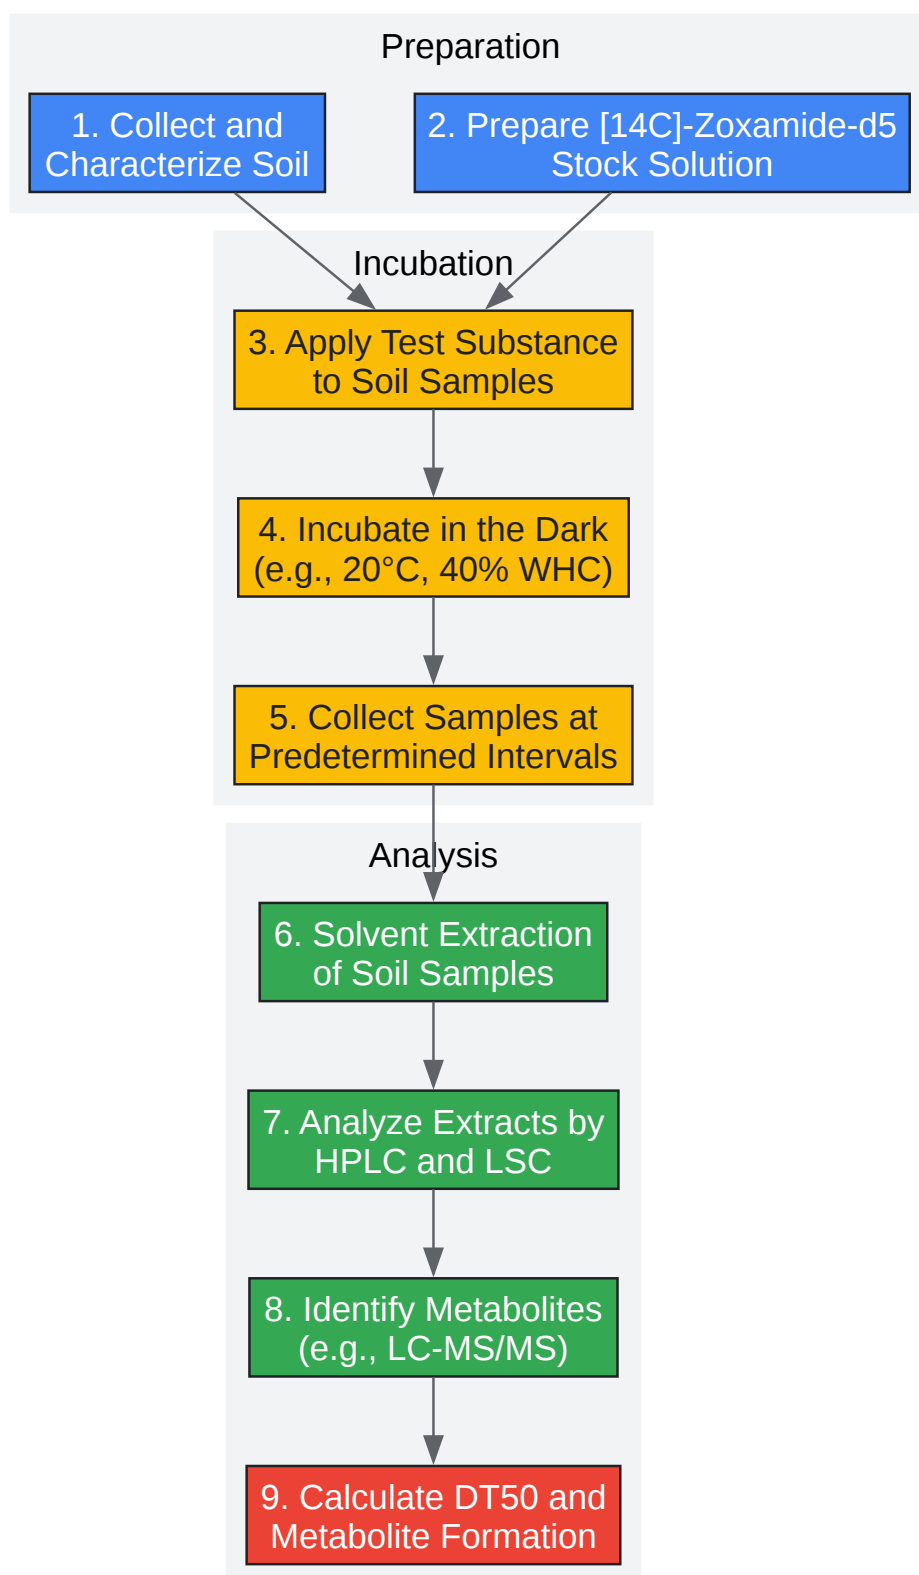 Preparation
1. Collect and
Characterize Soil
2. Prepare [14C]-Zoxamide-d5
Stock Solution
Incubation
3. Apply Test Substance
to Soil Samples
4. Incubate in the Dark
(e.g., 20°C, 40% WHC)
5. Collect Samples at
Predetermined Intervals
Analysis
6. Solvent Extraction
of Soil Samples
7. Analyze Extracts by
HPLC and LSC
8. Identify Metabolites
(e.g., LC-MS/MS)
9. Calculate DT50 and
Metabolite Formation